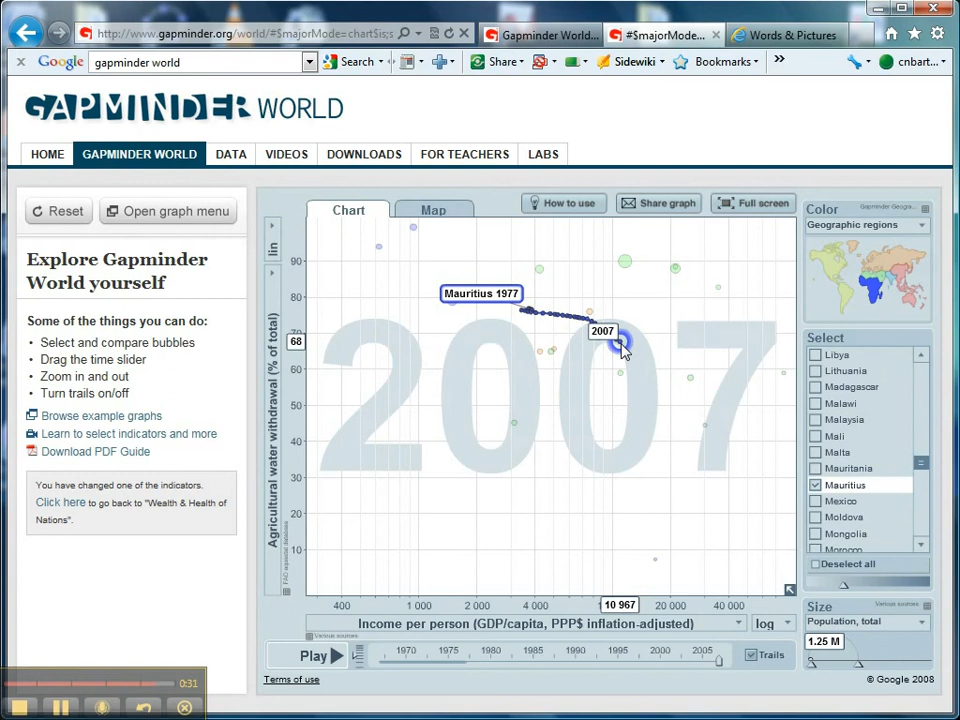 http://www.gapminder.org/world/#$majorMode=chart$is;
Gapminder World...
#$majorMode...
Words & Pictures
Google
gapminder world
Search
Share
Sidewiki
Bookmarks
cnbart...
GAPMINDER WORLD
HOME
GAPMINDER WORLD
DATA
VIDEOS
DOWNLOADS
FOR TEACHERS
LABS
Reset
Open graph menu
Explore Gapminder
World yourself
Some of the things you can do:
• Select and compare bubbles
• Drag the time slider
• Zoom in and out
• Turn trails on/off
Browse example graphs
Learn to select indicators and more
Download PDF Guide
You have changed one of the indicators.
Click here to go back to "Wealth & Health of
Nations".
Chart
Map
How to use
Share graph
Full screen
lin
Agricultural water withdrawal (% of total)
90
80
70
68
60
50
40
30
20
10
2007
Mauritius 1977
2007
400
1 000
2 000
4 000
10 967
20 000
40 000
Income per person (GDP/capita, PPP$ inflation-adjusted)
log
Various sources
Play
1970
1975
1980
1985
1990
1995
2000
2005
Trails
Terms of use
© Google 2008
Color
Gapminder Geogra...
Geographic regions
Select
Libya
Lithuania
Madagascar
Malawi
Malaysia
Mali
Malta
Mauritania
Mauritius
Mexico
Moldova
Mongolia
Morocco
Deselect all
Size
Various sources
Population, total
1.25 M
0:31